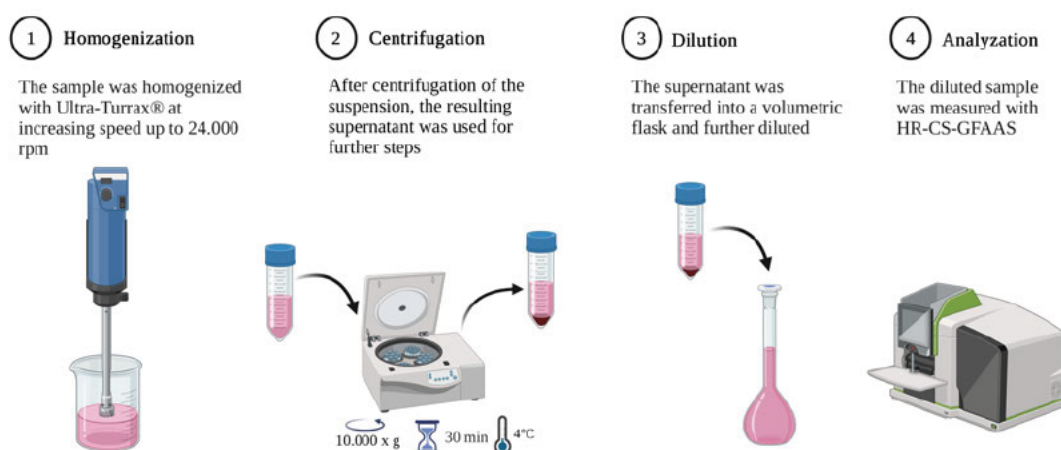 1 Homogenization
The sample was homogenized
with Ultra-Turrax® at
increasing speed up to 24.000
rpm
2 Centrifugation
After centrifugation of the
suspension, the resulting
supernatant was used for
further steps
10.000 x g
30 min
4°C
3 Dilution
The supernatant was
transferred into a volumetric
flask and further diluted
4 Analyzation
The diluted sample
was measured with
HR-CS-GFAAS